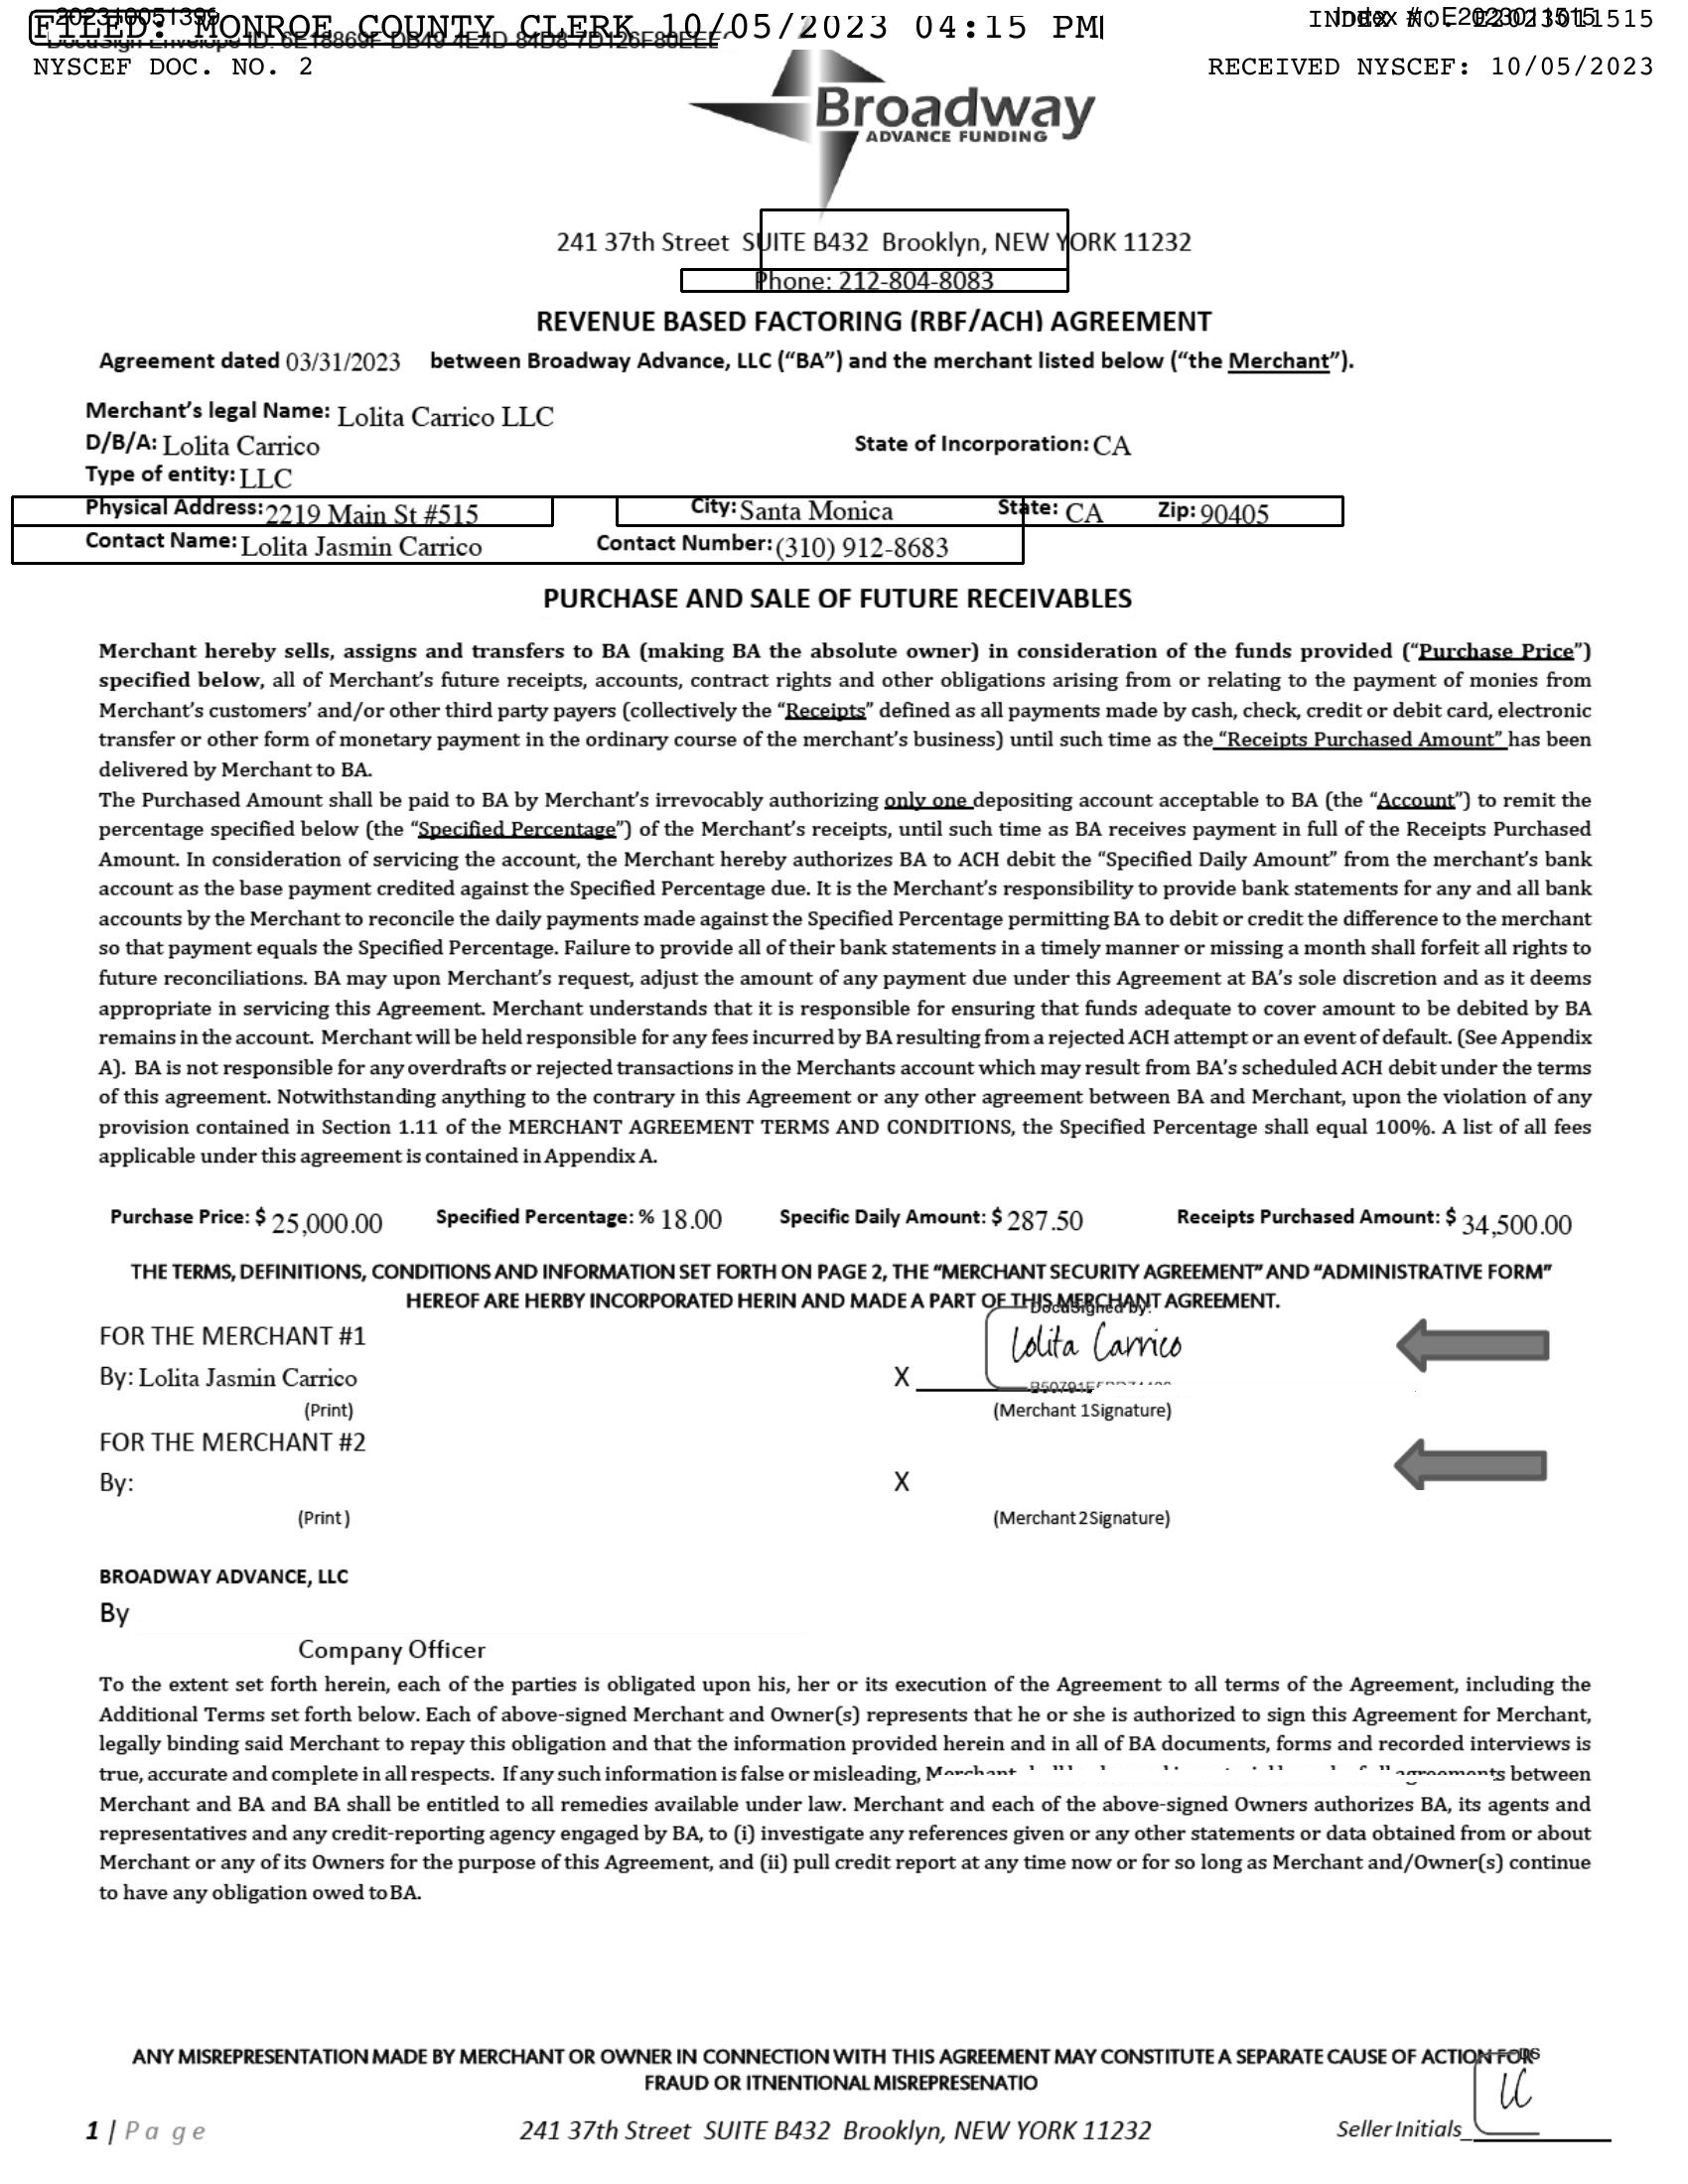 202310051399
FILED: MONROE COUNTY CLERK 10/05/2023 04:15 PM
INDEX NO. E2023011515
Index #: E2023011515
DocuSign Envelope ID:
NYSCEF DOC. NO. 2
RECEIVED NYSCEF: 10/05/2023
Broadway
ADVANCE FUNDING
241 37th Street SUITE B432 Brooklyn, NEW YORK 11232
Phone: 212-804-8083
REVENUE BASED FACTORING (RBF/ACH) AGREEMENT
Agreement dated 03/31/2023 between Broadway Advance, LLC (“BA”) and the merchant listed below (“the Merchant”).
Merchant’s legal Name: Lolita Carrico LLC
D/B/A: Lolita Carrico State of Incorporation: CA
Type of entity: LLC
Physical Address: 2219 Main St #515 City: Santa Monica State: CA Zip: 90405
Contact Name: Lolita Jasmin Carrico Contact Number: (310) 912-8683
PURCHASE AND SALE OF FUTURE RECEIVABLES
Merchant hereby sells, assigns and transfers to BA (making BA the absolute owner) in consideration of the funds provided (“Purchase Price”)
specified below, all of Merchant’s future receipts, accounts, contract rights and other obligations arising from or relating to the payment of monies from
Merchant’s customers’ and/or other third party payers (collectively the “Receipts” defined as all payments made by cash, check, credit or debit card, electronic
transfer or other form of monetary payment in the ordinary course of the merchant’s business) until such time as the “Receipts Purchased Amount” has been
delivered by Merchant to BA.
The Purchased Amount shall be paid to BA by Merchant’s irrevocably authorizing only one depositing account acceptable to BA (the “Account”) to remit the
percentage specified below (the “Specified Percentage”) of the Merchant’s receipts, until such time as BA receives payment in full of the Receipts Purchased
Amount. In consideration of servicing the account, the Merchant hereby authorizes BA to ACH debit the “Specified Daily Amount” from the merchant’s bank
account as the base payment credited against the Specified Percentage due. It is the Merchant’s responsibility to provide bank statements for any and all bank
accounts by the Merchant to reconcile the daily payments made against the Specified Percentage permitting BA to debit or credit the difference to the merchant
so that payment equals the Specified Percentage. Failure to provide all of their bank statements in a timely manner or missing a month shall forfeit all rights to
future reconciliations. BA may upon Merchant’s request, adjust the amount of any payment due under this Agreement at BA’s sole discretion and as it deems
appropriate in servicing this Agreement. Merchant understands that it is responsible for ensuring that funds adequate to cover amount to be debited by BA
remains in the account. Merchant will be held responsible for any fees incurred by BA resulting from a rejected ACH attempt or an event of default. (See Appendix
A). BA is not responsible for any overdrafts or rejected transactions in the Merchants account which may result from BA’s scheduled ACH debit under the terms
of this agreement. Notwithstanding anything to the contrary in this Agreement or any other agreement between BA and Merchant, upon the violation of any
provision contained in Section 1.11 of the MERCHANT AGREEMENT TERMS AND CONDITIONS, the Specified Percentage shall equal 100%. A list of all fees
applicable under this agreement is contained in Appendix A.
Purchase Price: $ 25,000.00 Specified Percentage: % 18.00 Specific Daily Amount: $ 287.50 Receipts Purchased Amount: $ 34,500.00
THE TERMS, DEFINITIONS, CONDITIONS AND INFORMATION SET FORTH ON PAGE 2, THE “MERCHANT SECURITY AGREEMENT” AND “ADMINISTRATIVE FORM”
HEREOF ARE HERBY INCORPORATED HERIN AND MADE A PART OF THIS MERCHANT AGREEMENT.
DocuSigned by:
FOR THE MERCHANT #1
Lolita Carrico
By: Lolita Jasmin Carrico X
(Print) (Merchant 1Signature)
FOR THE MERCHANT #2
By: X
(Print) (Merchant 2 Signature)
BROADWAY ADVANCE, LLC
By
Company Officer
To the extent set forth herein, each of the parties is obligated upon his, her or its execution of the Agreement to all terms of the Agreement, including the
Additional Terms set forth below. Each of above-signed Merchant and Owner(s) represents that he or she is authorized to sign this Agreement for Merchant,
legally binding said Merchant to repay this obligation and that the information provided herein and in all of BA documents, forms and recorded interviews is
true, accurate and complete in all respects. If any such information is false or misleading, Merchant agreements between
Merchant and BA and BA shall be entitled to all remedies available under law. Merchant and each of the above-signed Owners authorizes BA, its agents and
representatives and any credit-reporting agency engaged by BA, to (i) investigate any references given or any other statements or data obtained from or about
Merchant or any of its Owners for the purpose of this Agreement, and (ii) pull credit report at any time now or for so long as Merchant and/Owner(s) continue
to have any obligation owed to BA.
ANY MISREPRESENTATION MADE BY MERCHANT OR OWNER IN CONNECTION WITH THIS AGREEMENT MAY CONSTITUTE A SEPARATE CAUSE OF ACTION FOR
FRAUD OR ITNENTIONAL MISREPRESENATIO
DS
LC
1 | Page 241 37th Street SUITE B432 Brooklyn, NEW YORK 11232 Seller Initials